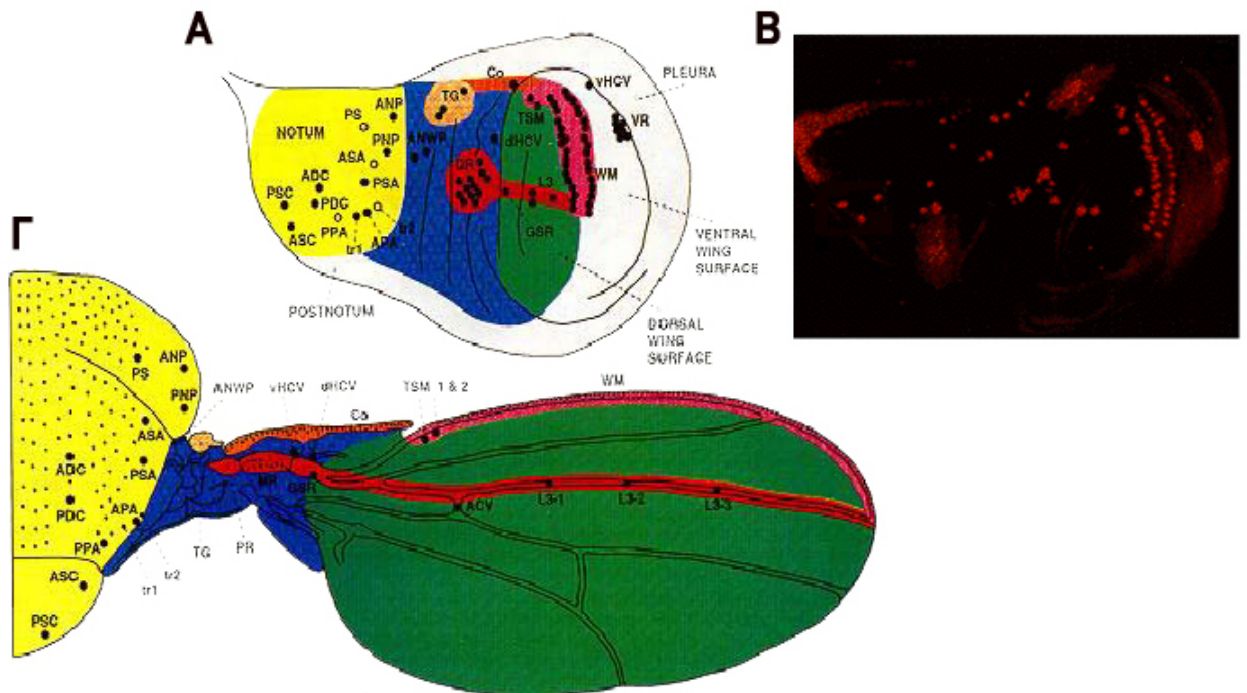 A
B
Co
vHCV
PLEURA
TG
ANP
PS
TSM
VR
NOTUM
ANWP
dHCV
PNP
ASA
WM
ADC
PSA
L3
PSC
PDC
GSR
PPA
ASC
tr1
APA
tr2
VENTRAL
WING
SURFACE
POSTNOTUM
DORSAL
WING
SURFACE
Γ
ANP
PS
PNP
ANWP
vHCV
dHCV
TSM 1 & 2
WM
ASA
ADC
PSA
MR
GSR
ACV
L3-1
L3-2
L3-3
PDC
APA
PPA
TG
PR
ASC
tr1
tr2
PSC